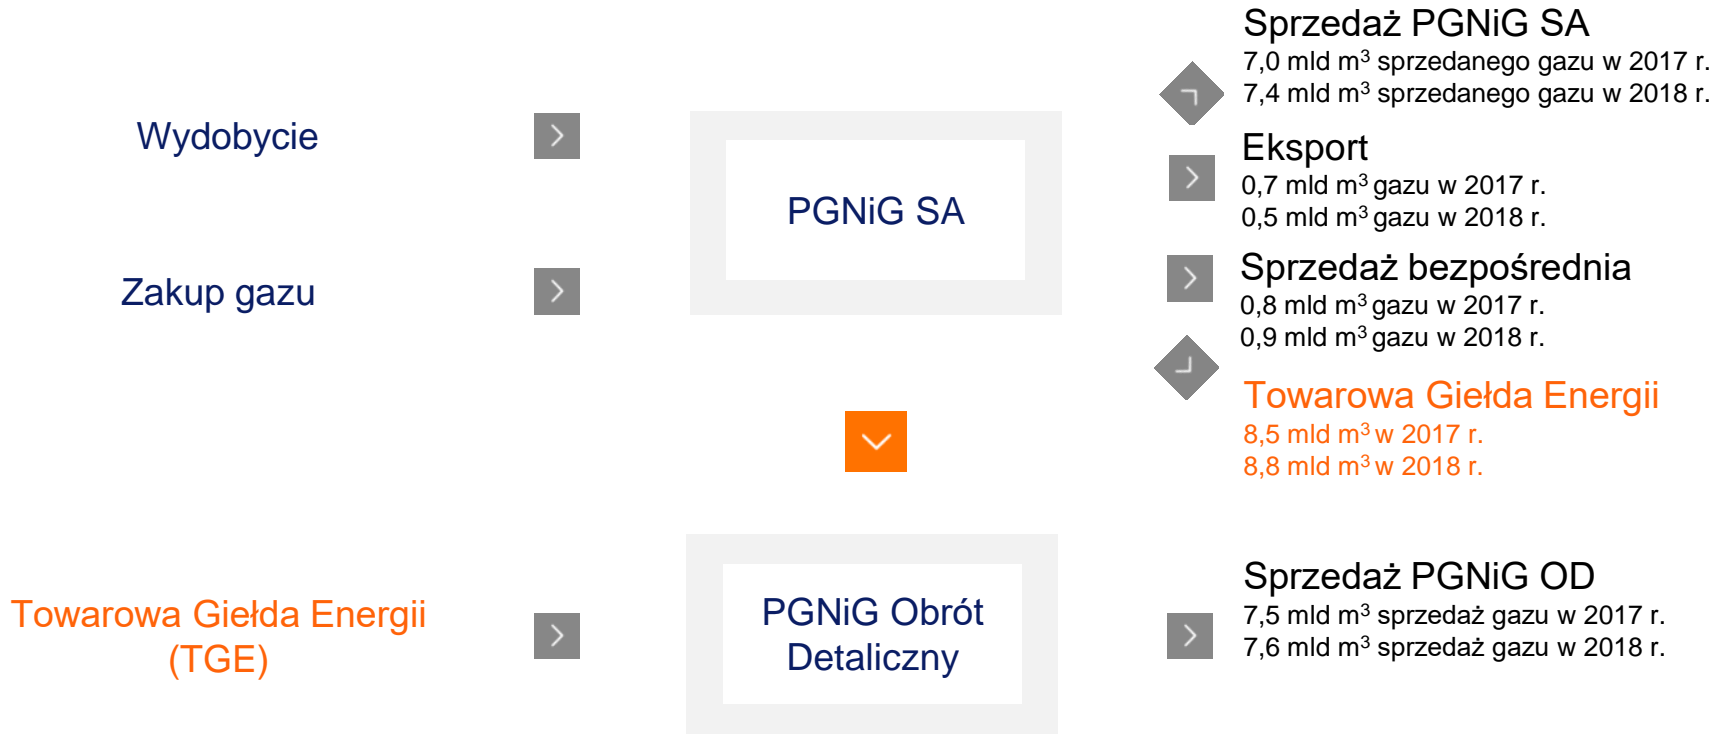 Wydobycie
Zakup gazu
PGNiG SA
Sprzedaż PGNiG SA
7,0 mld m³ sprzedanego gazu w 2017 r.
7,4 mld m³ sprzedanego gazu w 2018 r.
Eksport
0,7 mld m³ gazu w 2017 r.
0,5 mld m³ gazu w 2018 r.
Sprzedaż bezpośrednia
0,8 mld m³ gazu w 2017 r.
0,9 mld m³ gazu w 2018 r.
Towarowa Giełda Energii
8,5 mld m³ w 2017 r.
8,8 mld m³ w 2018 r.
Towarowa Giełda Energii
(TGE)
PGNiG Obrót
Detaliczny
Sprzedaż PGNiG OD
7,5 mld m³ sprzedaż gazu w 2017 r.
7,6 mld m³ sprzedaż gazu w 2018 r.